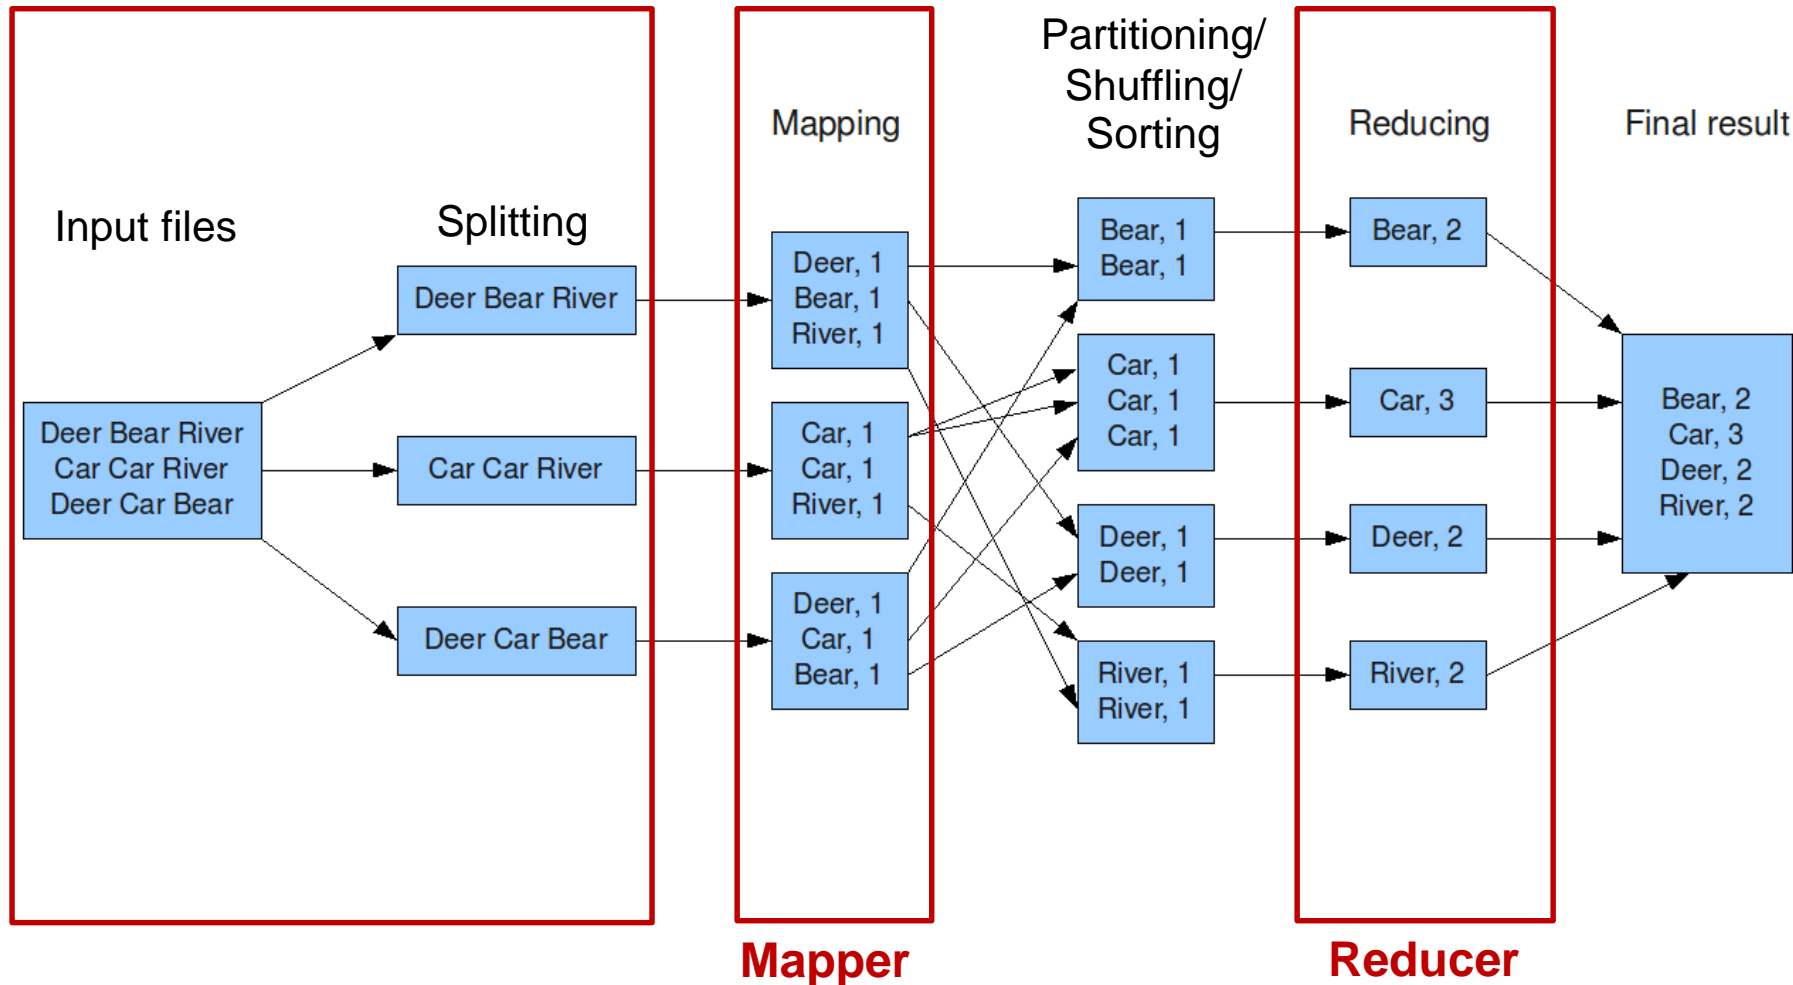 Input files
Deer Bear River
Car Car River
Deer Car Bear
Splitting
Deer Bear River
Car Car River
Deer Car Bear
Mapping
Deer, 1
Bear, 1
River, 1
Car, 1
Car, 1
River, 1
Deer, 1
Car, 1
Bear, 1
Mapper
Partitioning/
Shuffling/
Sorting
Bear, 1
Bear, 1
Car, 1
Car, 1
Car, 1
Deer, 1
Deer, 1
River, 1
River, 1
Reducing
Bear, 2
Car, 3
Deer, 2
River, 2
Reducer
Final result
Bear, 2
Car, 3
Deer, 2
River, 2